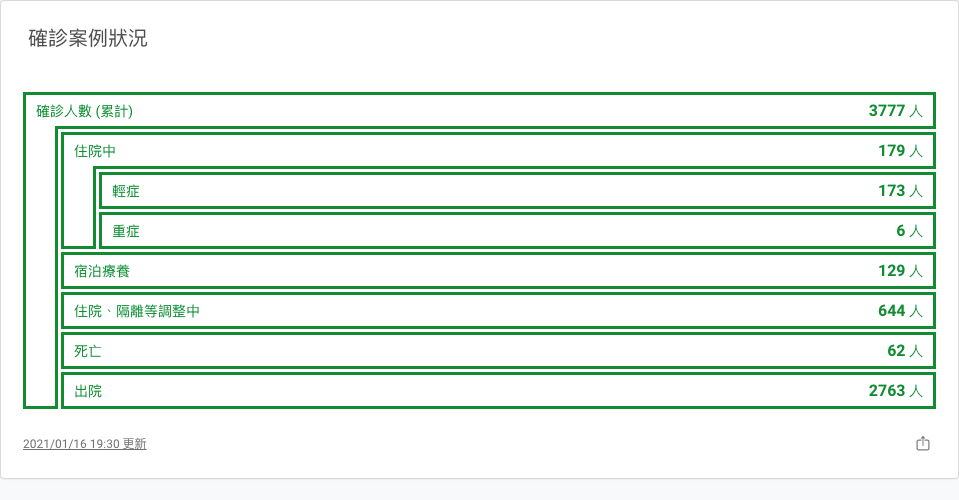 確診案例狀況
確診人數 (累計) 3777 人
住院中 179 人
輕症 173 人
重症 6 人
宿泊療養 129 人
住院、隔離等調整中 644 人
死亡 62 人
出院 2763 人
2021/01/16 19:30 更新